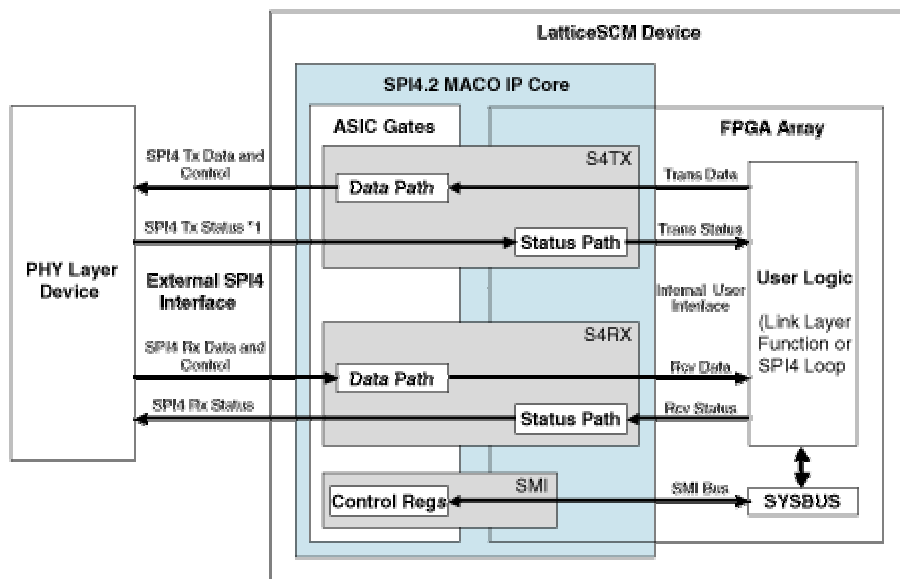 LatticeSCM Device
SPI4.2 MACO IP Core
ASIC Gates
FPGA Array
S4TX
SPI4 Tx Data and
Control
Data Path
Trans Data
SPI4 Tx Status *1
Status Path
Trans Status
PHY Layer
Device
External SPI4
Interface
Internal User
Interface
User Logic
(Link Layer
Function or
SPI4 Loop
S4RX
SPI4 Rx Data and
Control
Data Path
Rcv Data
SPI4 Rx Status
Status Path
Rcv Status
SMI
Control Regs
SMI Bus
SYSBUS